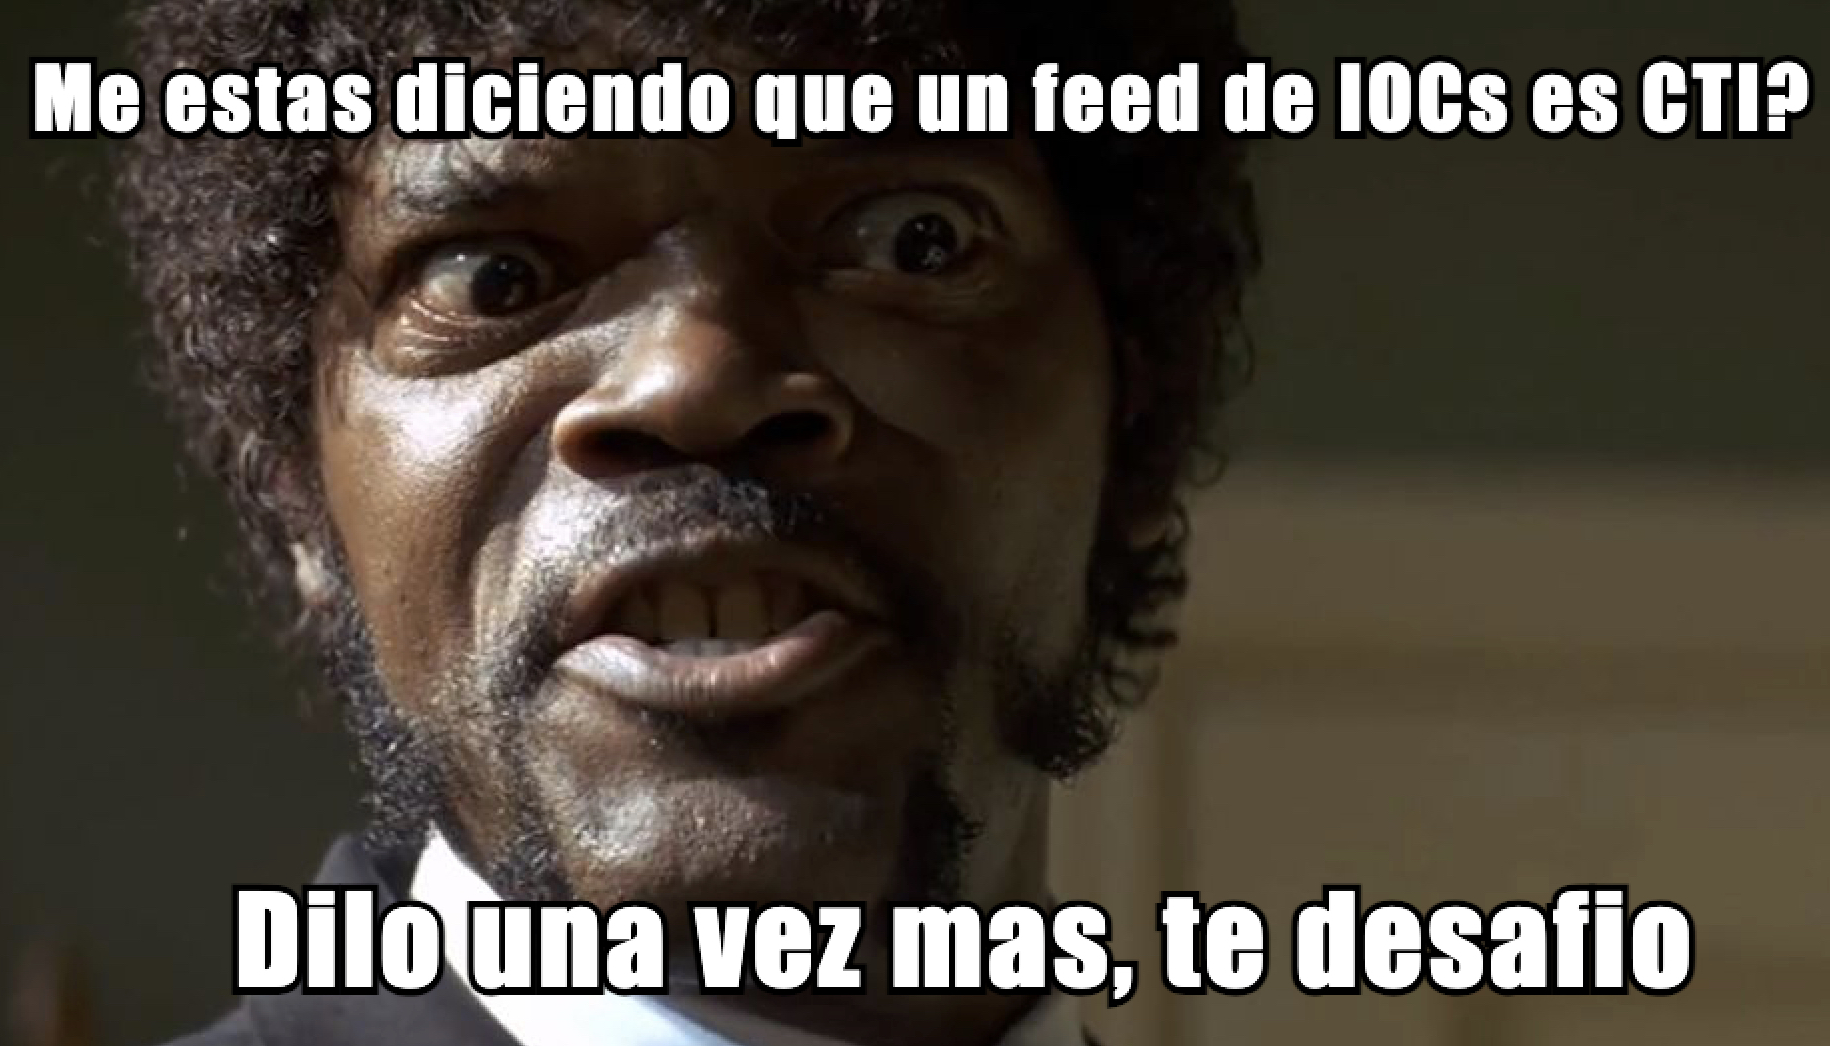 Me estas diciendo que un feed de IOCs es CTI?
Dilo una vez mas, te desafio